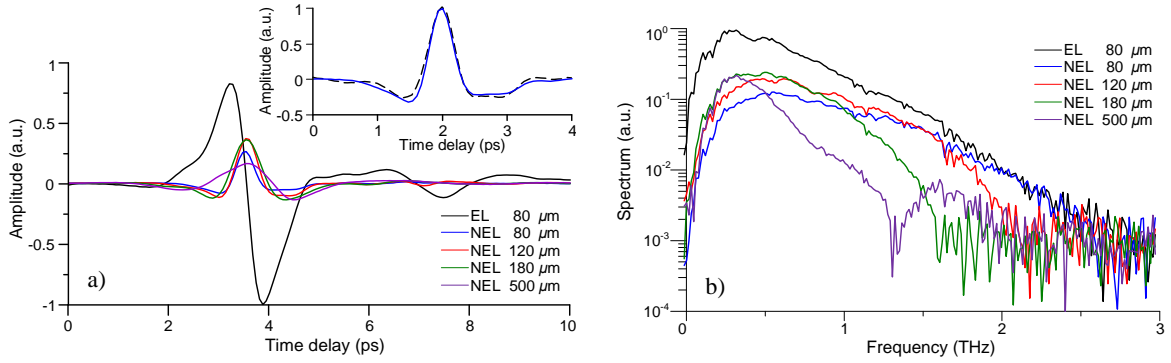 Amplitude (a.u.)
1
0.5
0
-0.5
-1
0
2
4
6
8
10
Time delay (ps)
a)
EL 80 µm
NEL 80 µm
NEL 120 µm
NEL 180 µm
NEL 500 µm
Amplitude (a.u.)
1
0.5
0
-0.5
0
1
2
3
4
Time delay (ps)
Spectrum (a.u.)
10⁰
10⁻¹
10⁻²
10⁻³
10⁻⁴
0
1
2
3
Frequency (THz)
b)
EL 80 µm
NEL 80 µm
NEL 120 µm
NEL 180 µm
NEL 500 µm